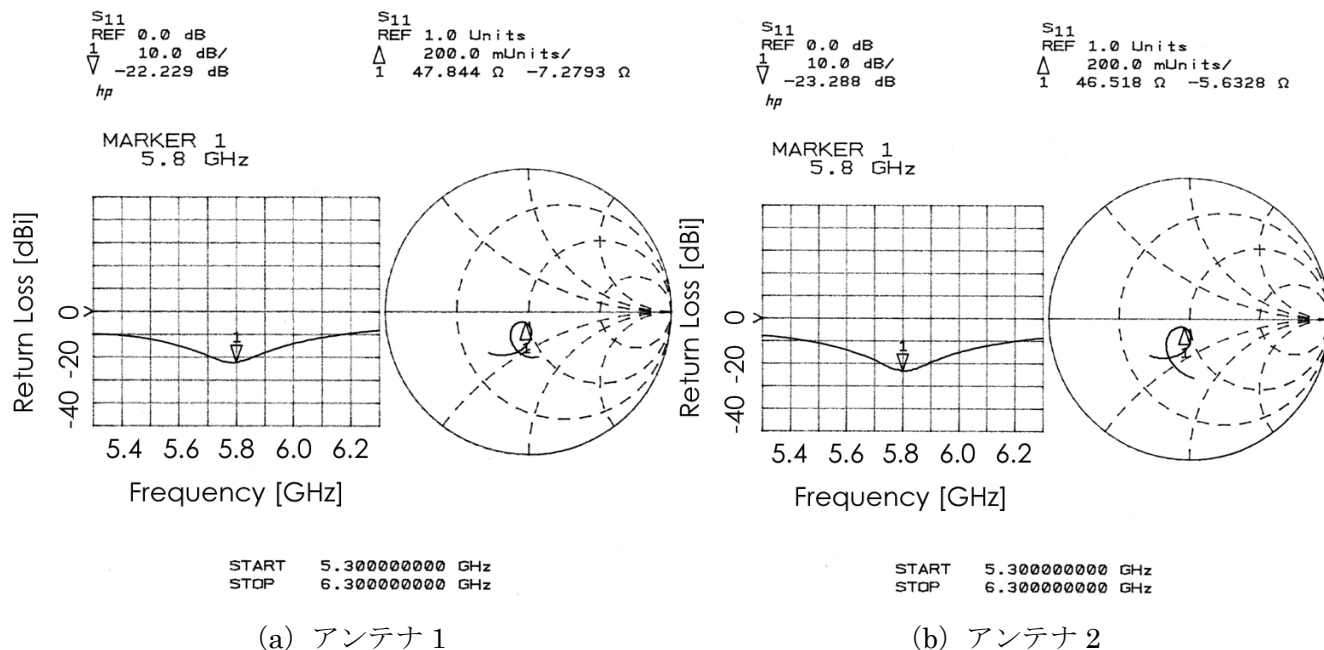 S11
REF 0.0 dB
1 10.0 dB/
▽ -22.229 dB
hp
S11
REF 1.0 Units
Δ 200.0 mUnits/
1 47.844 Ω -7.2793 Ω
MARKER 1
5.8 GHz
Return Loss [dBi]
0
-20
-40
1
1
5.4 5.6 5.8 6.0 6.2
Frequency [GHz]
START 5.300000000 GHz
STOP 6.300000000 GHz
(a) アンテナ 1
S11
REF 0.0 dB
1 10.0 dB/
▽ -23.288 dB
hp
S11
REF 1.0 Units
Δ 200.0 mUnits/
1 46.518 Ω -5.6328 Ω
MARKER 1
5.8 GHz
Return Loss [dBi]
0
-20
-40
1
1
5.4 5.6 5.8 6.0 6.2
Frequency [GHz]
START 5.300000000 GHz
STOP 6.300000000 GHz
(b) アンテナ 2